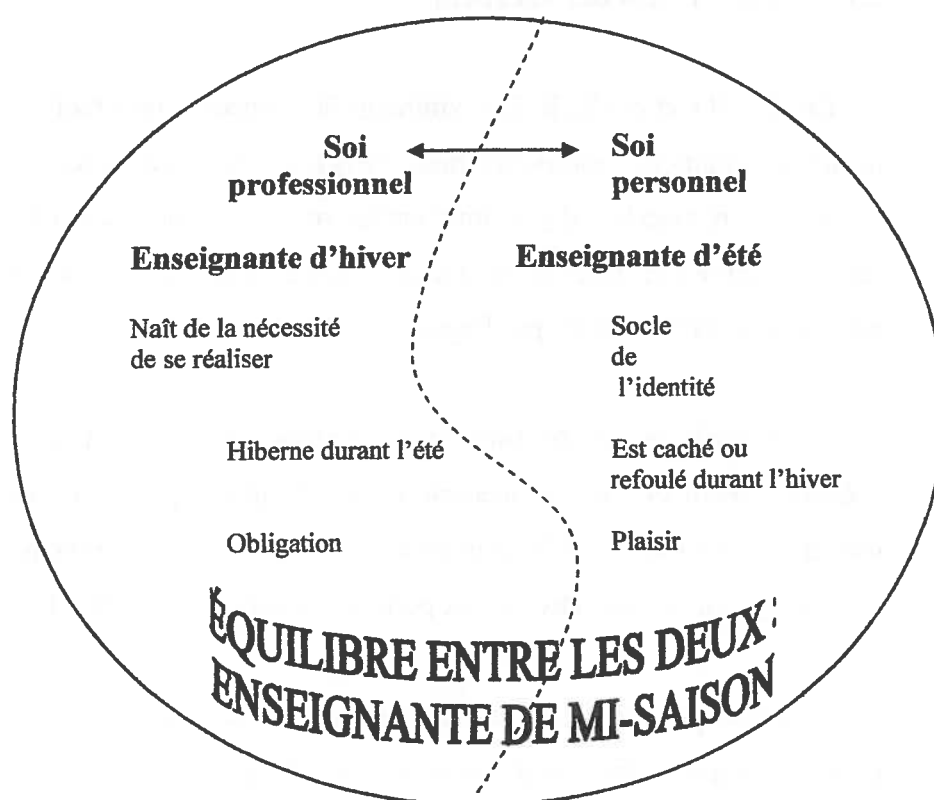 Soi
professionnel
Soi
personnel
Enseignante d'hiver
Enseignante d'été
Naît de la nécessité
de se réaliser
Socle
de
l'identité
Hiberne durant l'été
Est caché ou
refoulé durant l'hiver
Obligation
Plaisir
ÉQUILIBRE ENTRE LES DEUX :
ENSEIGNANTE DE MI-SAISON